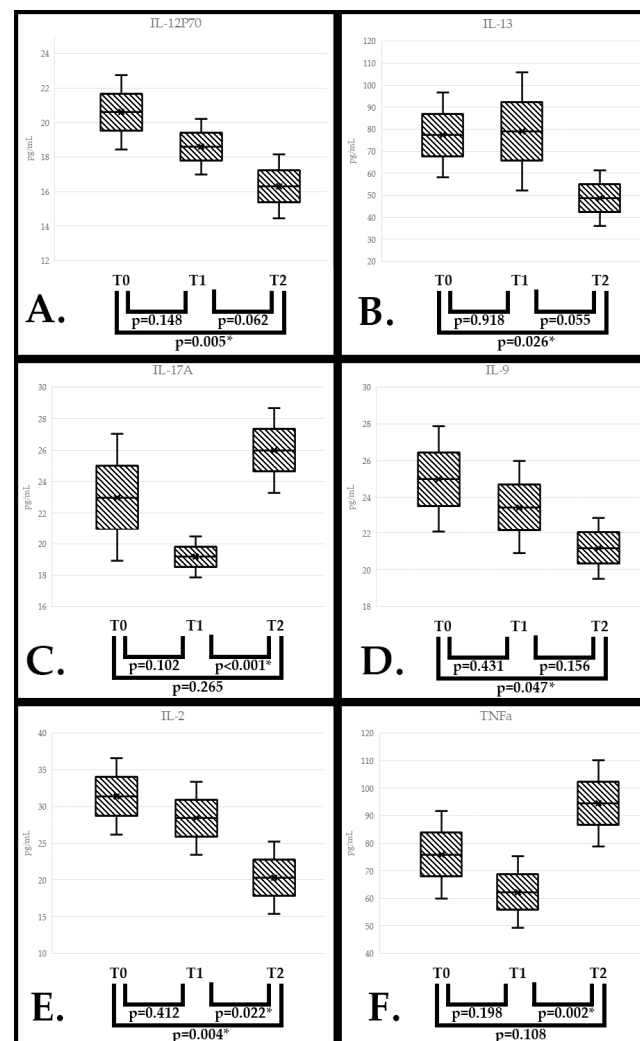 IL-12P70
24
22
20
18
16
14
12
pg/mL
T0 T1 T2
A.
p=0.148 p=0.062
p=0.005*
IL-13
120
110
100
90
80
70
60
50
40
30
20
pg/mL
T0 T1 T2
B.
p=0.918 p=0.055
p=0.026*
IL-17A
30
28
26
24
22
20
18
16
pg/mL
T0 T1 T2
C.
p=0.102 p<0.001*
p=0.265
IL-9
30
28
26
24
22
20
18
pg/mL
T0 T1 T2
D.
p=0.431 p=0.156
p=0.047*
IL-2
40
35
30
25
20
15
10
pg/mL
T0 T1 T2
E.
p=0.412 p=0.022*
p=0.004*
TNFa
120
110
100
90
80
70
60
50
40
pg/mL
T0 T1 T2
F.
p=0.198 p=0.002*
p=0.108